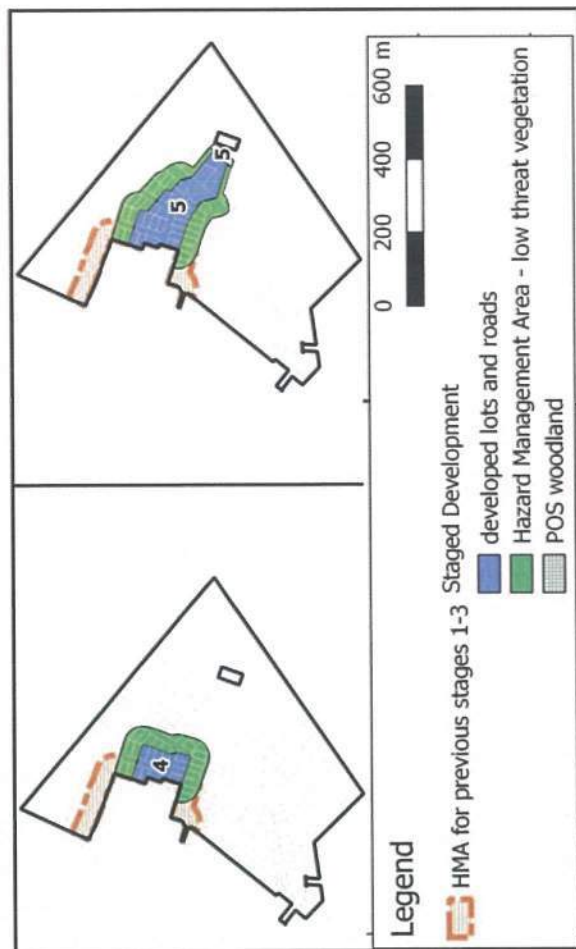 4
5
5
Legend
HMA for previous stages 1-3
Staged Development
developed lots and roads
Hazard Management Area - low threat vegetation
POS woodland
0 200 400 600 m